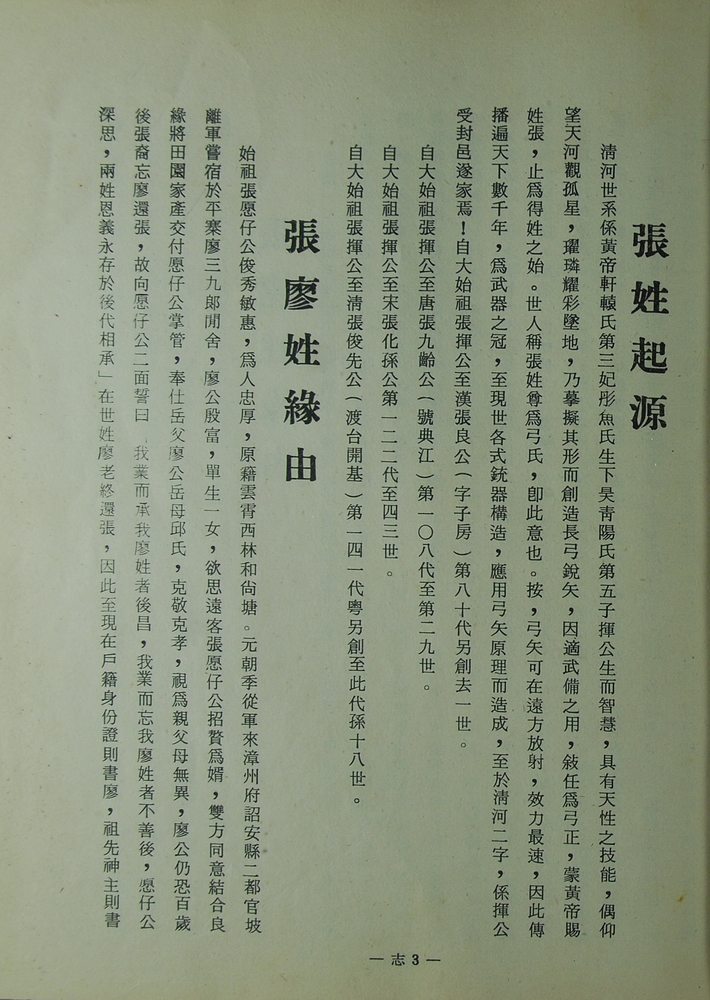 張姓起源
清河世系係黃帝軒轅氏第三妃彤魚氏生下昊靑陽氏第五子揮公生而智慧，具有天性之技能，偶仰
望天河觀孤星，璀璘耀彩墜地，乃摹擬其形而創造長弓銳矢，因適武備之用，敍任爲弓正，蒙黃帝賜
姓張，止爲得姓之始。世人稱張姓尊爲弓氏，卽此意也。按，弓矢可在遠方放射，效力最速，因此傳
播遍天下數千年，爲武器之冠，至現世各式銃器構造，應用弓矢原理而造成，至於淸河二字，係揮公
受封邑遂家焉！自大始祖張揮公至漢張良公（字子房）第八十代另創去一世。
自大始祖張揮公至唐張九齡公（號典江）第一〇八代至第二九世。
自大始祖張揮公至宋張化孫公第一二二代至四三世。
自大始祖張揮公至淸張俊先公（渡台開基）第一四一代粵另創至此代孫十八世。
張廖姓緣由
始祖張愿仔公俊秀敏惠，爲人忠厚，原籍雲霄西林和尙塘。元朝季從軍來漳州府詔安縣二都官坡
離軍嘗宿於平寨廖三九郞閒舍，廖公殷富，單生一女，欲思遠客張愿仔公招贅爲婿，雙方同意結合良
緣將田園家產交付愿仔公掌管，奉仕岳父廖公岳母邱氏，克敬克孝，視爲親父母無異，廖公仍恐百歲
後張裔忘廖還張，故向愿仔公二面誓曰　我業而承我廖姓者後昌，我業而忘我廖姓者不善後，愿仔公
深思，兩姓恩義永存於後代相承」在世姓廖老終還張，因此至現在戶籍身份證則書廖，祖先神主則書
— 志 3 —